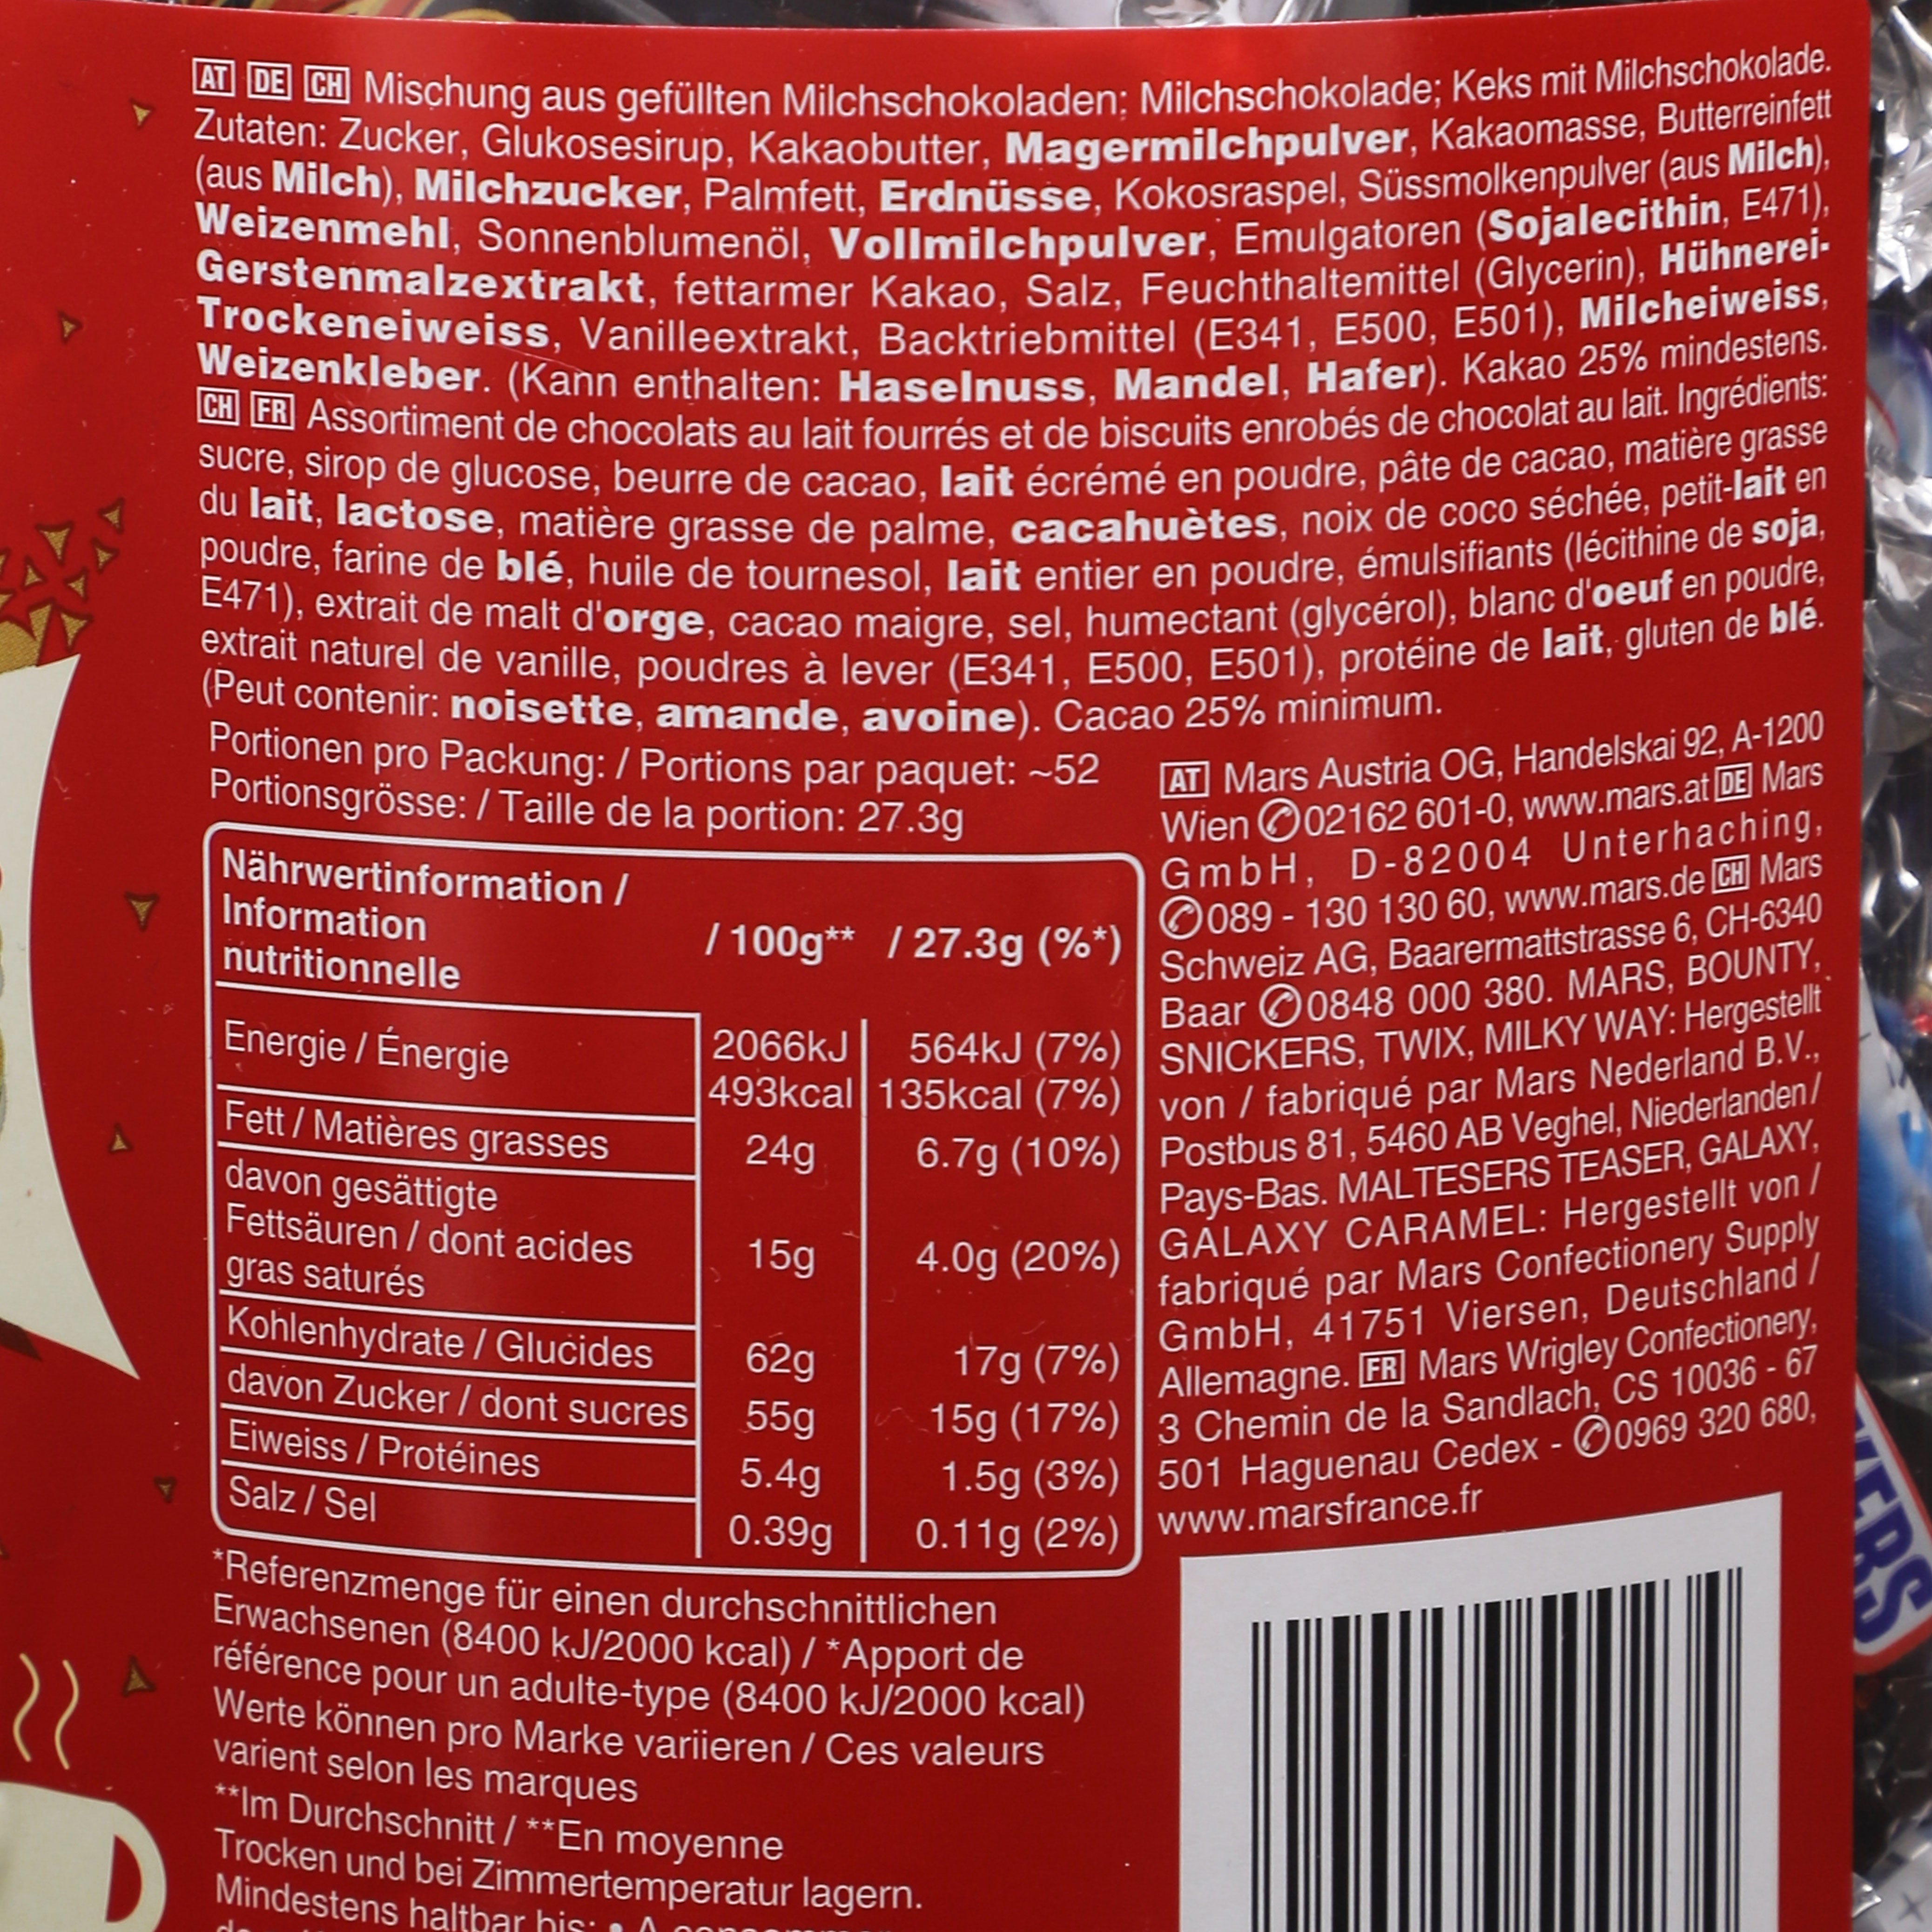 AT DE CH Mischung aus gefüllten Milchschokoladen; Milchschokolade; Keks mit Milchschokolade.
Zutaten: Zucker, Glukosesirup, Kakaobutter, Magermilchpulver, Kakaomasse, Butterreinfett
(aus Milch), Milchzucker, Palmfett, Erdnüsse, Kokosraspel, Süssmolkenpulver (aus Milch),
Weizenmehl, Sonnenblumenöl, Vollmilchpulver, Emulgatoren (Sojalecithin, E471),
Gerstenmalzextrakt, fettarmer Kakao, Salz, Feuchthaltemittel (Glycerin), Hühnerei-
Trockeneiweiss, Vanilleextrakt, Backtriebmittel (E341, E500, E501), Milcheiweiss,
Weizenkleber. (Kann enthalten: Haselnuss, Mandel, Hafer). Kakao 25% mindestens.
CH FR Assortiment de chocolats au lait fourrés et de biscuits enrobés de chocolat au lait. Ingrédients:
sucre, sirop de glucose, beurre de cacao, lait écrémé en poudre, pâte de cacao, matière grasse
du lait, lactose, matière grasse de palme, cacahuètes, noix de coco séchée, petit-lait en
poudre, farine de blé, huile de tournesol, lait entier en poudre, émulsifiants (lécithine de soja,
E471), extrait de malt d'orge, cacao maigre, sel, humectant (glycérol), blanc d'oeuf en poudre,
extrait naturel de vanille, poudres à lever (E341, E500, E501), protéine de lait, gluten de blé.
(Peut contenir: noisette, amande, avoine). Cacao 25% minimum.
Portionen pro Packung: / Portions par paquet: ~52
Portionsgrösse: / Taille de la portion: 27.3g
Nährwertinformation /
Information
nutritionnelle
/ 100g** / 27.3g (%*)
Energie / Énergie 2066kJ 564kJ (7%)
493kcal 135kcal (7%)
Fett / Matières grasses 24g 6.7g (10%)
davon gesättigte
Fettsäuren / dont acides
gras saturés 15g 4.0g (20%)
Kohlenhydrate / Glucides 62g 17g (7%)
davon Zucker / dont sucres 55g 15g (17%)
Eiweiss / Protéines 5.4g 1.5g (3%)
Salz / Sel 0.39g 0.11g (2%)
*Referenzmenge für einen durchschnittlichen
Erwachsenen (8400 kJ/2000 kcal) / *Apport de
référence pour un adulte-type (8400 kJ/2000 kcal)
Werte können pro Marke variieren / Ces valeurs
varient selon les marques
**Im Durchschnitt / **En moyenne
Trocken und bei Zimmertemperatur lagern.
Mindestens haltbar bis: • A
AT Mars Austria OG, Handelskai 92, A-1200
Wien ✆02162 601-0, www.mars.at DE Mars
GmbH, D-82004 Unterhaching,
✆089 - 130 130 60, www.mars.de CH Mars
Schweiz AG, Baarermattstrasse 6, CH-6340
Baar ✆0848 000 380. MARS, BOUNTY,
SNICKERS, TWIX, MILKY WAY: Hergestellt
von / fabriqué par Mars Nederland B.V.,
Postbus 81, 5460 AB Veghel, Niederlanden /
Pays-Bas. MALTESERS TEASER, GALAXY,
GALAXY CARAMEL: Hergestellt von /
fabriqué par Mars Confectionery Supply
GmbH, 41751 Viersen, Deutschland /
Allemagne. FR Mars Wrigley Confectionery,
3 Chemin de la Sandlach, CS 10036 - 67
501 Haguenau Cedex - ✆0969 320 680,
www.marsfrance.fr